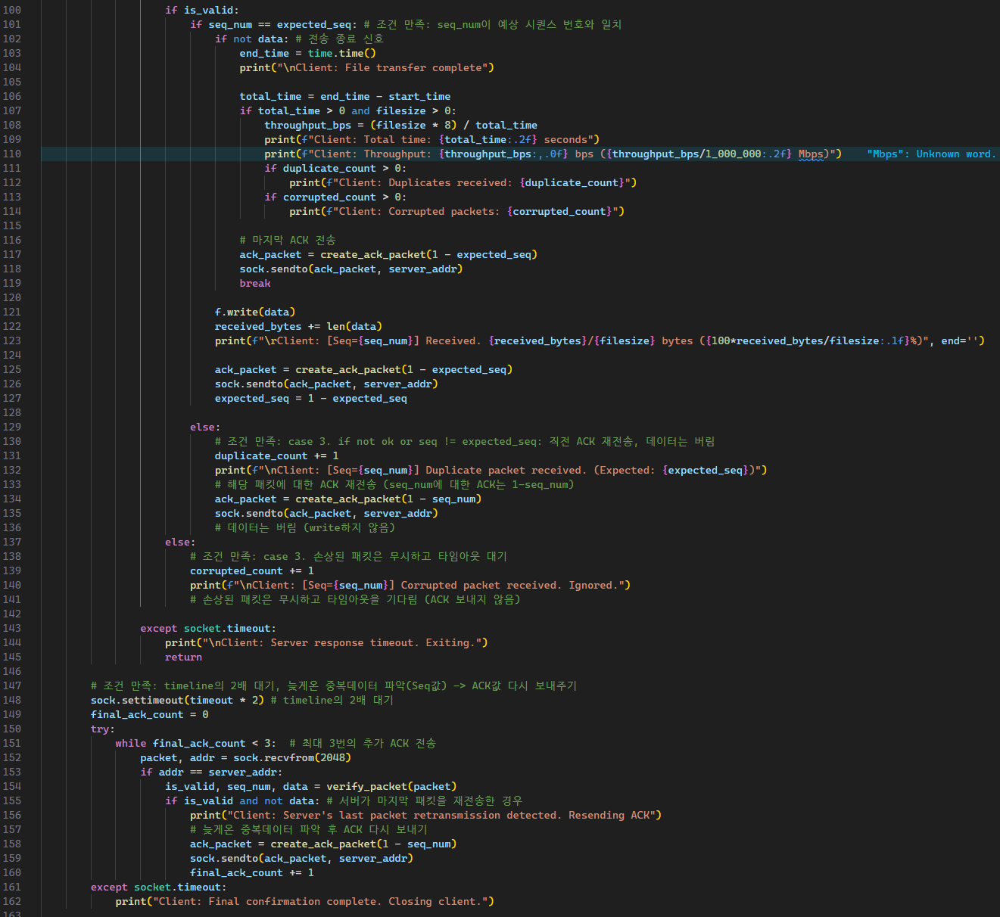 100 if is_valid:
101 if seq_num == expected_seq: # 조건 만족: seq_num이 예상 시퀀스 번호와 일치
102 if not data: # 전송 종료 신호
103 end_time = time.time()
104 print("\nClient: File transfer complete")
105
106 total_time = end_time - start_time
107 if total_time > 0 and filesize > 0:
108 throughput_bps = (filesize * 8) / total_time
109 print(f"Client: Total time: {total_time:.2f} seconds")
110 print(f"Client: Throughput: {throughput_bps:,.0f} bps ({throughput_bps/1_000_000:.2f} Mbps)") "Mbps": Unknown word.
111 if duplicate_count > 0:
112 print(f"Client: Duplicates received: {duplicate_count}")
113 if corrupted_count > 0:
114 print(f"Client: Corrupted packets: {corrupted_count}")
115
116 # 마지막 ACK 전송
117 ack_packet = create_ack_packet(1 - expected_seq)
118 sock.sendto(ack_packet, server_addr)
119 break
120
121 f.write(data)
122 received_bytes += len(data)
123 print(f"\rClient: [Seq={seq_num}] Received. {received_bytes}/{filesize} bytes ({100*received_bytes/filesize:.1f}%)", end='')
124
125 ack_packet = create_ack_packet(1 - expected_seq)
126 sock.sendto(ack_packet, server_addr)
127 expected_seq = 1 - expected_seq
128
129 else:
130 # 조건 만족: case 3. if not ok or seq != expected_seq: 직전 ACK 재전송, 데이터는 버림
131 duplicate_count += 1
132 print(f"\nClient: [Seq={seq_num}] Duplicate packet received. (Expected: {expected_seq})")
133 # 해당 패킷에 대한 ACK 재전송 (seq_num에 대한 ACK는 1-seq_num)
134 ack_packet = create_ack_packet(1 - seq_num)
135 sock.sendto(ack_packet, server_addr)
136 # 데이터는 버림 (write하지 않음)
137 else:
138 # 조건 만족: case 3. 손상된 패킷은 무시하고 타임아웃 대기
139 corrupted_count += 1
140 print(f"\nClient: [Seq={seq_num}] Corrupted packet received. Ignored.")
141 # 손상된 패킷은 무시하고 타임아웃을 기다림 (ACK 보내지 않음)
142
143 except socket.timeout:
144 print("\nClient: Server response timeout. Exiting.")
145 return
146
147 # 조건 만족: timeline의 2배 대기, 늦게온 중복데이터 파악(Seq값) -> ACK값 다시 보내주기
148 sock.settimeout(timeout * 2) # timeline의 2배 대기
149 final_ack_count = 0
150 try:
151 while final_ack_count < 3: # 최대 3번의 추가 ACK 전송
152 packet, addr = sock.recvfrom(2048)
153 if addr == server_addr:
154 is_valid, seq_num, data = verify_packet(packet)
155 if is_valid and not data: # 서버가 마지막 패킷을 재전송한 경우
156 print("Client: Server's last packet retransmission detected. Resending ACK")
157 # 늦게온 중복데이터 파악 후 ACK 다시 보내기
158 ack_packet = create_ack_packet(1 - seq_num)
159 sock.sendto(ack_packet, server_addr)
160 final_ack_count += 1
161 except socket.timeout:
162 print("Client: Final confirmation complete. Closing client.")
163